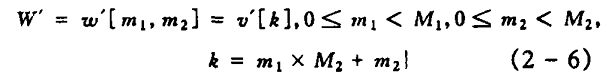 W′ = w′[m₁, m₂] = v′[k], 0 ≤ m₁ < M₁, 0 ≤ m₂ < M₂,
k = m₁ × M₂ + m₂| (2 − 6)